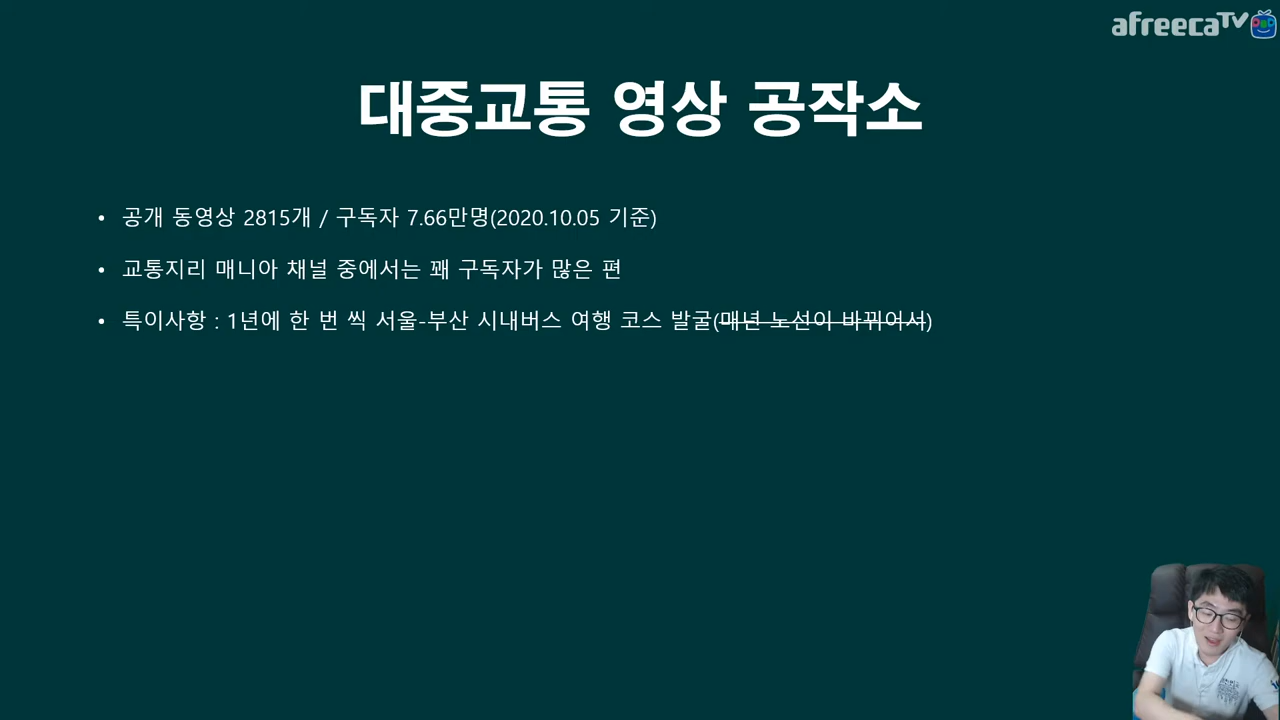 afreecaTV
대중교통 영상 공작소
• 공개 동영상 2815개 / 구독자 7.66만명(2020.10.05 기준)
• 교통지리 매니아 채널 중에서는 꽤 구독자가 많은 편
• 특이사항 : 1년에 한 번 씩 서울-부산 시내버스 여행 코스 발굴(매년 노선이 바뀌어서)